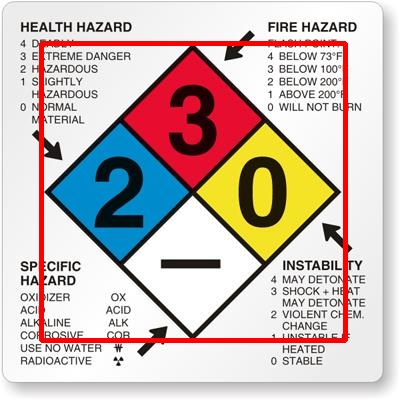 HEALTH HAZARD
4 DEADLY
3 EXTREME DANGER
2 HAZARDOUS
1 SLIGHTLY
HAZARDOUS
0 NORMAL
MATERIAL
FIRE HAZARD
FLASH POINT:
4 BELOW 73°F
3 BELOW 100°F
2 BELOW 200°F
1 ABOVE 200°F
0 WILL NOT BURN
3
2
0
—
SPECIFIC
HAZARD
OXIDIZER OX
ACID ACID
ALKALINE ALK
CORROSIVE COR
USE NO WATER W
RADIOACTIVE
INSTABILITY
4 MAY DETONATE
3 SHOCK + HEAT
MAY DETONATE
2 VIOLENT CHEM.
CHANGE
1 UNSTABLE IF
HEATED
0 STABLE